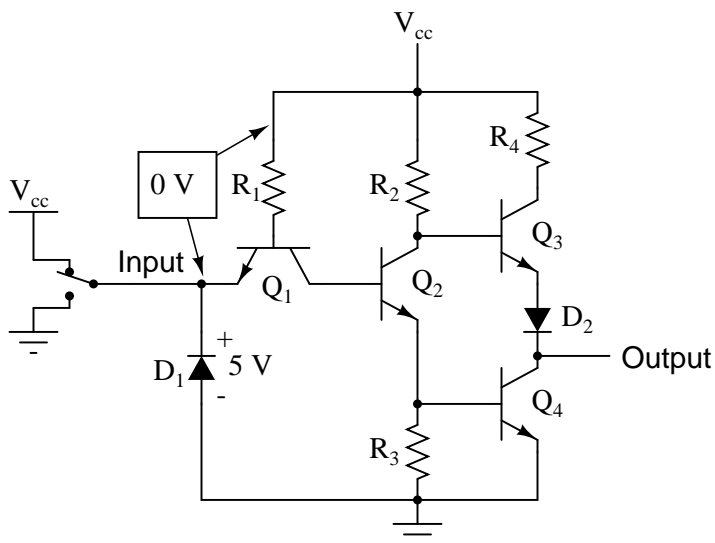 Vcc
R4
0 V
R1
R2
Vcc
Q3
Input
Q1
Q2
D2
+
D1
5 V
Output
-
Q4
R3